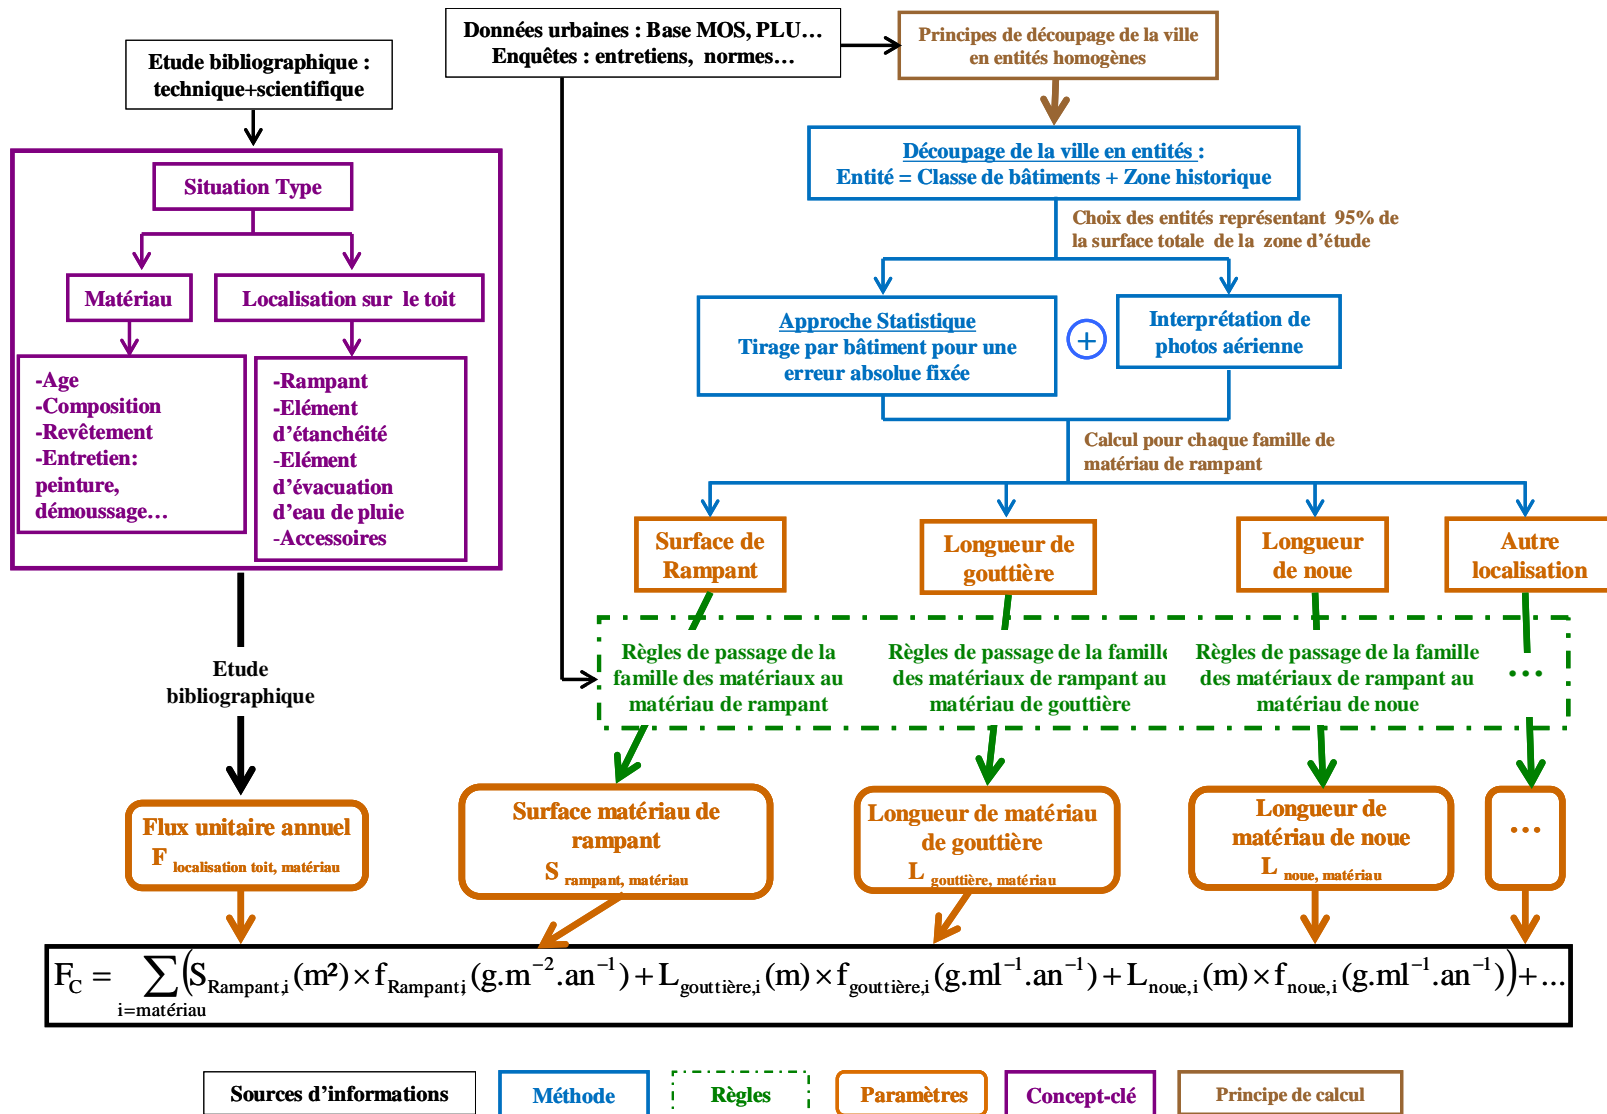 Données urbaines : Base MOS, PLU…
Enquêtes : entretiens, normes…
Principes de découpage de la ville
en entités homogènes
Etude bibliographique :
technique+scientifique
Découpage de la ville en entités :
Entité = Classe de bâtiments + Zone historique
Situation Type
Choix des entités représentant 95% de
la surface totale de la zone d’étude
Matériau
Localisation sur le toit
Approche Statistique
Tirage par bâtiment pour une
erreur absolue fixée
+
Interprétation de
photos aérienne
-Age
-Composition
-Revêtement
-Entretien:
peinture,
démoussage…
-Rampant
-Elément
d’étanchéité
-Elément
d’évacuation
d’eau de pluie
-Accessoires
Calcul pour chaque famille de
matériau de rampant
Surface de
Rampant
Longueur de
gouttière
Longueur
de noue
Autre
localisation
Règles de passage de la
famille des matériaux au
matériau de rampant
Règles de passage de la famille
des matériaux de rampant au
matériau de gouttière
Règles de passage de la famille
des matériaux de rampant au
matériau de noue
…
Etude
bibliographique
Flux unitaire annuel
F localisation toit, matériau
Surface matériau de
rampant
S rampant, matériau
Longueur de matériau
de gouttière
L gouttière, matériau
Longueur de
matériau de noue
L noue, matériau
…
F_C = ∑ (S_Rampant,i (m²) × f_Rampant,i (g.m⁻².an⁻¹) + L_gouttière,i (m) × f_gouttière,i (g.ml⁻¹.an⁻¹) + L_noue,i (m) × f_noue,i (g.ml⁻¹.an⁻¹)) + ...
i=matériau
Sources d’informations
Méthode
Règles
Paramètres
Concept-clé
Principe de calcul